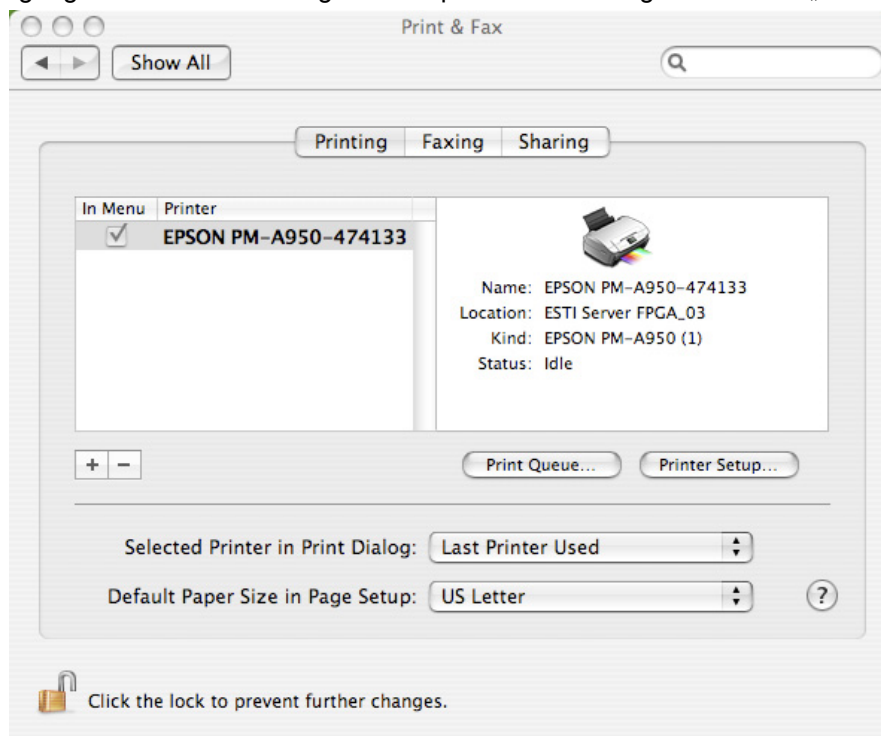 Print & Fax
Show All
Printing Faxing Sharing
In Menu Printer
EPSON PM-A950-474133
Name: EPSON PM-A950-474133
Location: ESTI Server FPGA_03
Kind: EPSON PM-A950 (1)
Status: Idle
+ −
Print Queue... Printer Setup...
Selected Printer in Print Dialog: Last Printer Used
Default Paper Size in Page Setup: US Letter ?
Click the lock to prevent further changes.